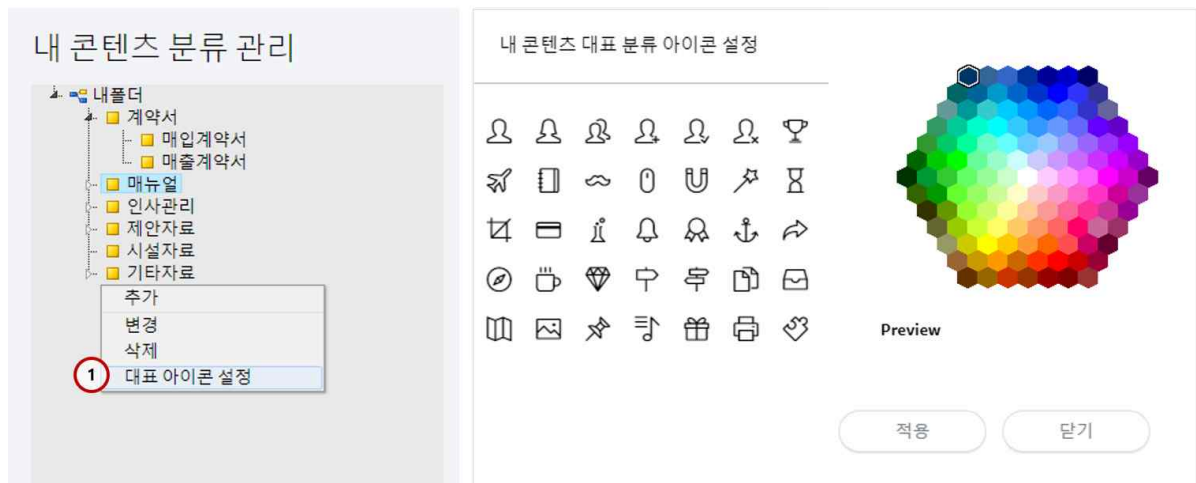 내 콘텐츠 분류 관리
내폴더
계약서
매입계약서
매출계약서
매뉴얼
인사관리
제안자료
시설자료
기타자료
추가
변경
삭제
1 대표 아이콘 설정
내 콘텐츠 대표 분류 아이콘 설정
Preview
적용 닫기